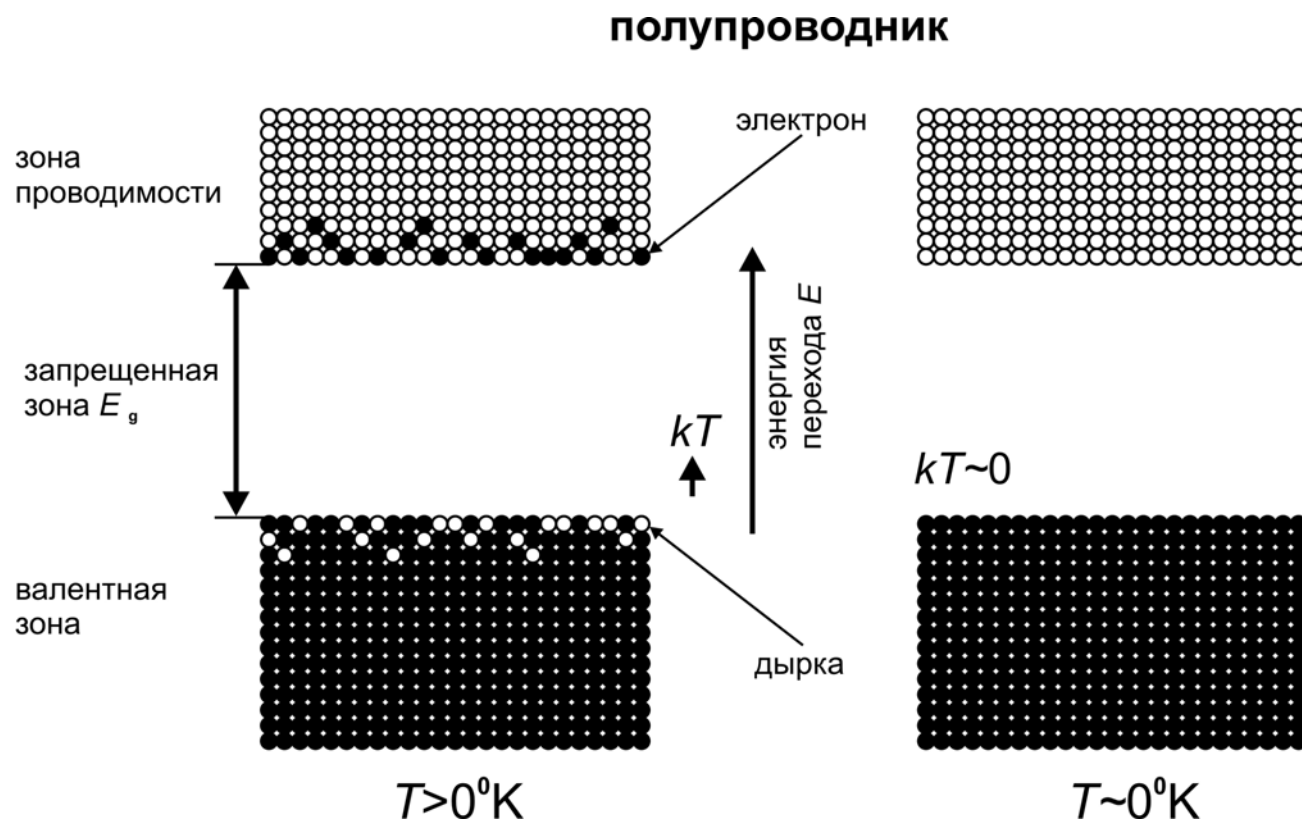 полупроводник
электрон
зона
проводимости
запрещенная
зона E g
kT
энергия
перехода E
kT~0
валентная
зона
дырка
T>0⁰K
T~0⁰K